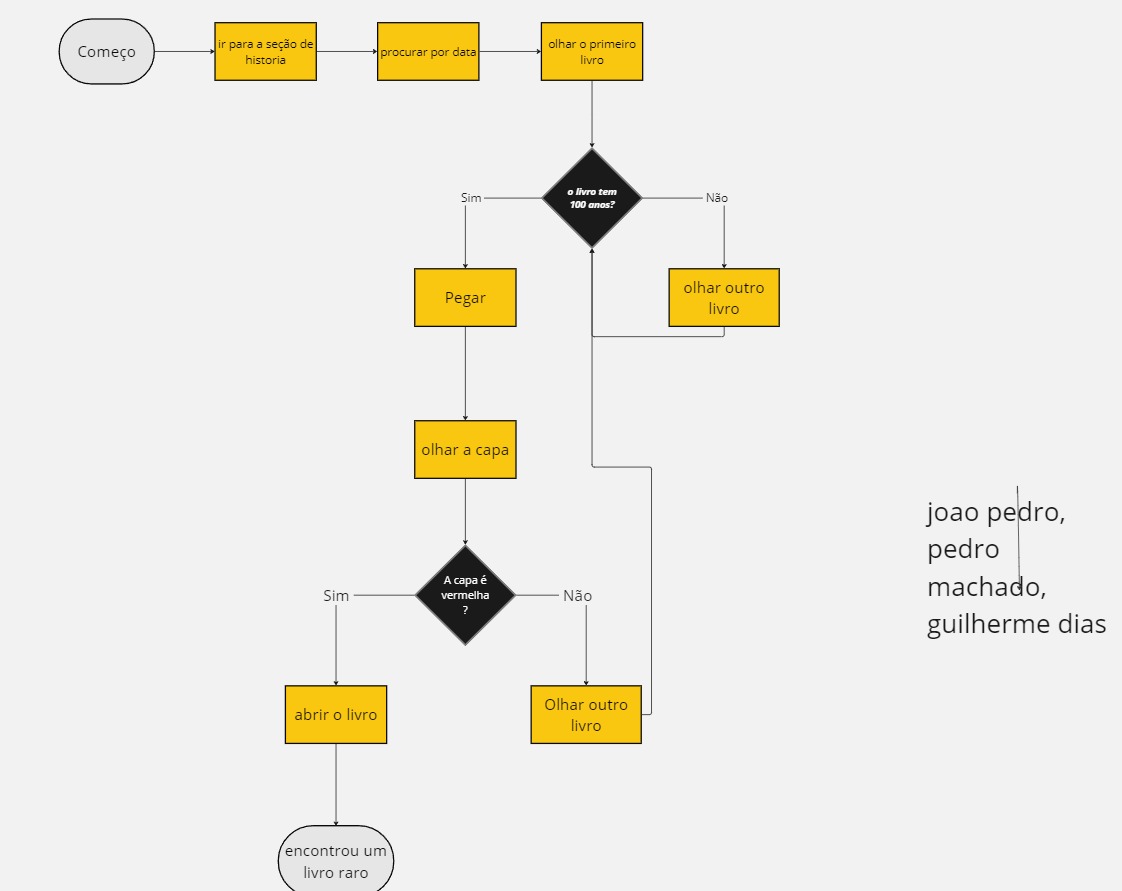 Começo
ir para a seção de
historia
procurar por data
olhar o primeiro
livro
o livro tem
100 anos?
Sim
Não
Pegar
olhar outro
livro
olhar a capa
A capa é
vermelha
?
Sim
Não
abrir o livro
Olhar outro
livro
encontrou um
livro raro
joao pedro,
pedro
machado,
guilherme dias